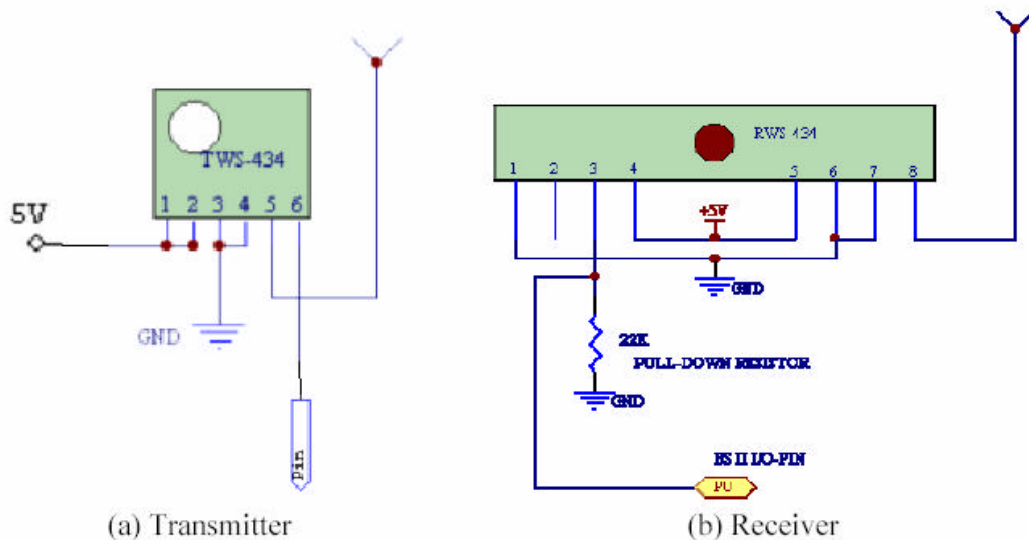 TWS-434
1 2 3 4 5 6
5V
GND
Pin
(a) Transmitter
RWS-434
1 2 3 4 5 6 7 8
+5V
GND
22K
PULL-DOWN RESISTOR
GND
BS II I/O-PIN
(b) Receiver